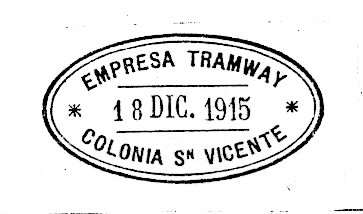 EMPRESA TRAMWAY
* 18 DIC. 1915 *
COLONIA Sᴺ VICENTE